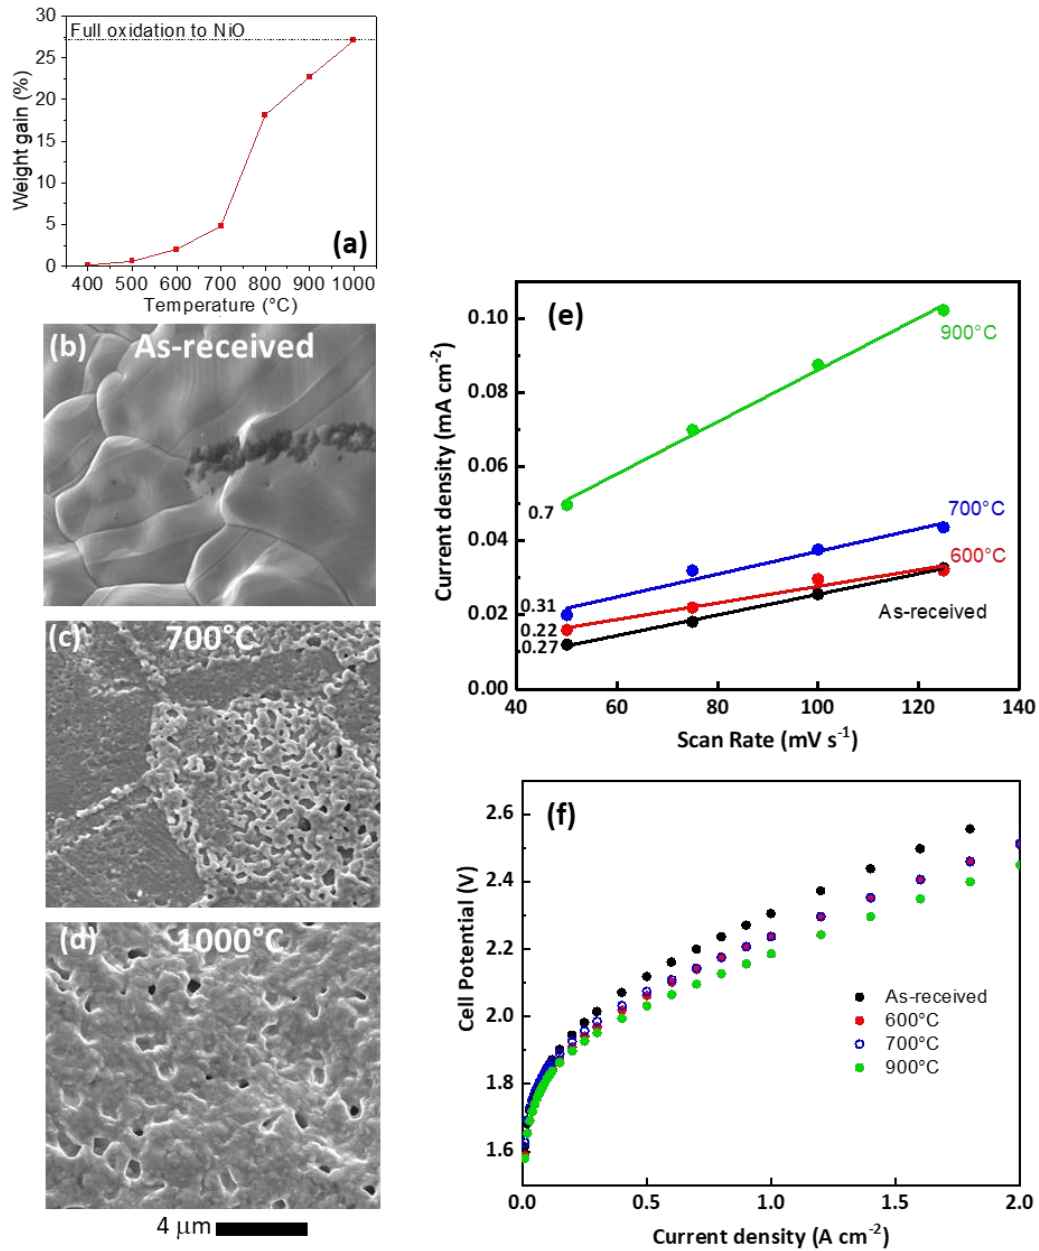 30
25
20
15
10
5
0
Weight gain (%)
Full oxidation to NiO
(a)
400 500 600 700 800 900 1000
Temperature (°C)
(b) As-received
(c) 700°C
(d) 1000°C
4 μm
(e)
0.10
0.08
0.06
0.04
0.02
0.00
Current density (mA cm-2)
900°C
0.7
700°C
600°C
0.31
0.22
0.27
As-received
40 60 80 100 120 140
Scan Rate (mV s-1)
(f)
2.6
2.4
2.2
2.0
1.8
1.6
Cell Potential (V)
As-received
600°C
700°C
900°C
0.0 0.5 1.0 1.5 2.0
Current density (A cm-2)